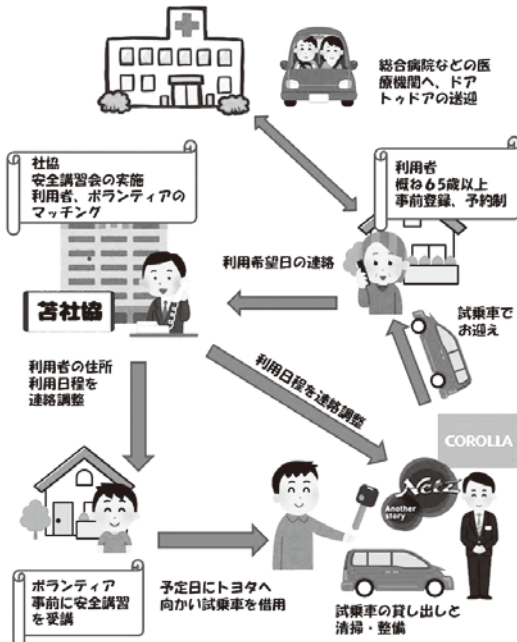 総合病院などの医
療機関へ、ドア
トゥドアの送迎
社協
安全講習会の実施
利用者、ボランティアの
マッチング
利用者
概ね65歳以上
事前登録、予約制
利用希望日の連絡
苫社協
試乗車で
お迎え
利用者の住所
利用日程を
連絡調整
利用日程を連絡調整
COROLLA
Netz
Another
story
ボランティア
事前に安全講習
を受講
予定日にトヨタへ
向かい試乗車を借用
試乗車の貸し出しと
清掃・整備